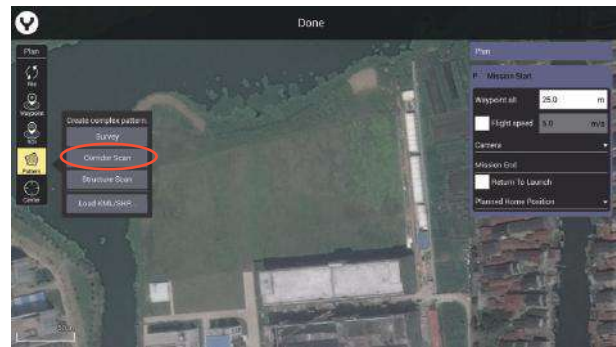 Done
Plan
File
Waypoint
ROI
Pattern
Center
Create complex pattern:
Survey
Corridor Scan
Structure Scan
Load KML/SHP...
Plan
Mission Start
Waypoint alt 25.0 m
Flight speed 5.0 m/s
Camera
Mission End
Return To Launch
Planned Home Position